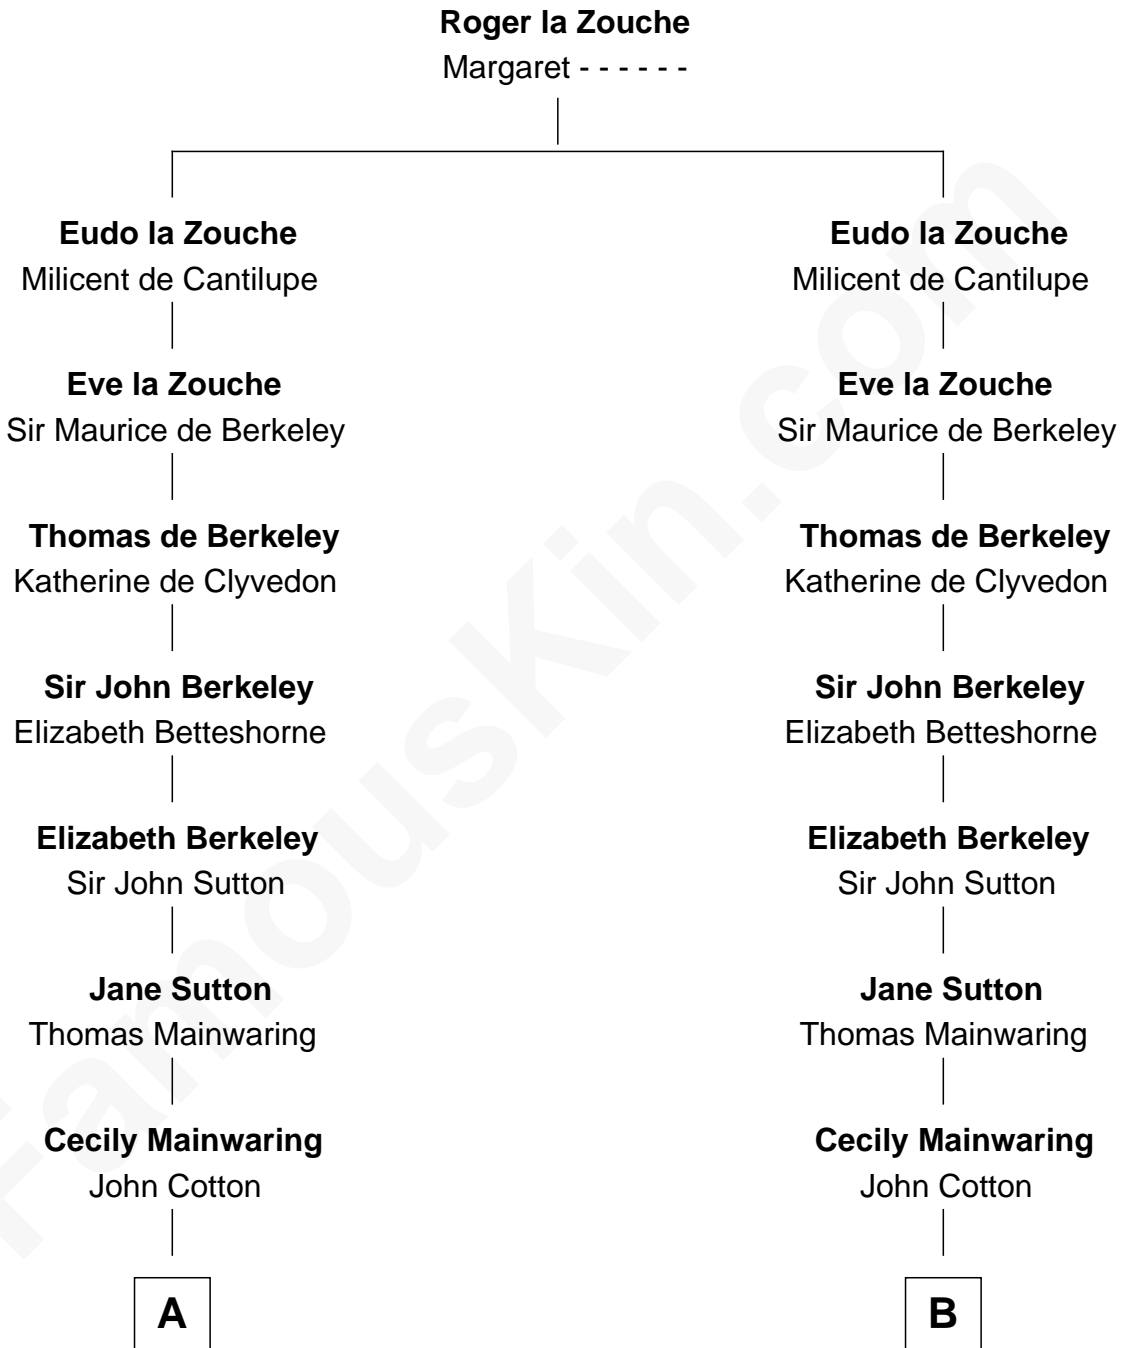 Roger la Zouche
Margaret - - - - - -
Eudo la Zouche
Milicent de Cantilupe
Eve la Zouche
Sir Maurice de Berkeley
Thomas de Berkeley
Katherine de Clyvedon
Sir John Berkeley
Elizabeth Betteshorne
Elizabeth Berkeley
Sir John Sutton
Jane Sutton
Thomas Mainwaring
Cecily Mainwaring
John Cotton
A
Eudo la Zouche
Milicent de Cantilupe
Eve la Zouche
Sir Maurice de Berkeley
Thomas de Berkeley
Katherine de Clyvedon
Sir John Berkeley
Elizabeth Betteshorne
Elizabeth Berkeley
Sir John Sutton
Jane Sutton
Thomas Mainwaring
Cecily Mainwaring
John Cotton
B
FamousKin.com